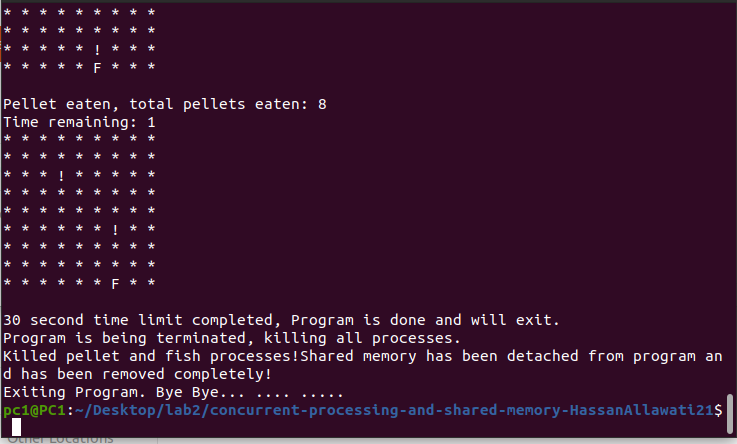 * * * * * * * * *
* * * * * * * * *
* * * * * ! * * *
* * * * * F * * *
Pellet eaten, total pellets eaten: 8
Time remaining: 1
* * * * * * * * *
* * * * * * * * *
* * * ! * * * * *
* * * * * * * * *
* * * * * * * * *
* * * * * * ! * *
* * * * * * * * *
* * * * * * * * *
* * * * * * F * *
30 second time limit completed, Program is done and will exit.
Program is being terminated, killing all processes.
Killed pellet and fish processes!Shared memory has been detached from program an
d has been removed completely!
Exiting Program. Bye Bye... .... .....
pc1@PC1:~/Desktop/lab2/concurrent-processing-and-shared-memory-HassanAllawati21$
Other Locations